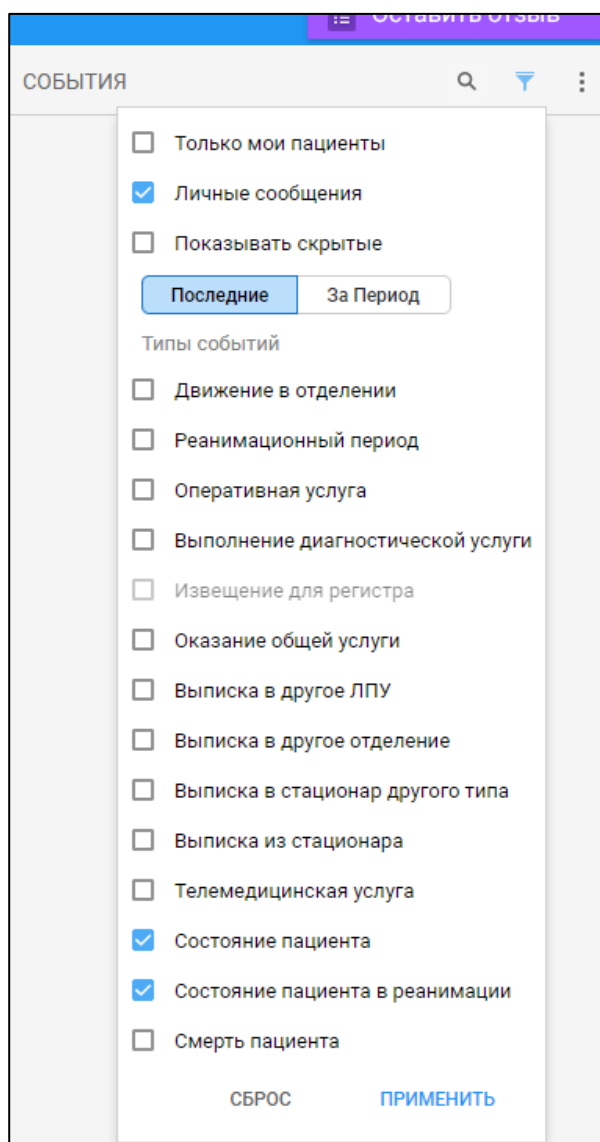 Оставить отзыв
СОБЫТИЯ
Только мои пациенты
Личные сообщения
Показывать скрытые
Последние За Период
Типы событий
Движение в отделении
Реанимационный период
Оперативная услуга
Выполнение диагностической услуги
Извещение для регистра
Оказание общей услуги
Выписка в другое ЛПУ
Выписка в другое отделение
Выписка в стационар другого типа
Выписка из стационара
Телемедицинская услуга
Состояние пациента
Состояние пациента в реанимации
Смерть пациента
СБРОС ПРИМЕНИТЬ